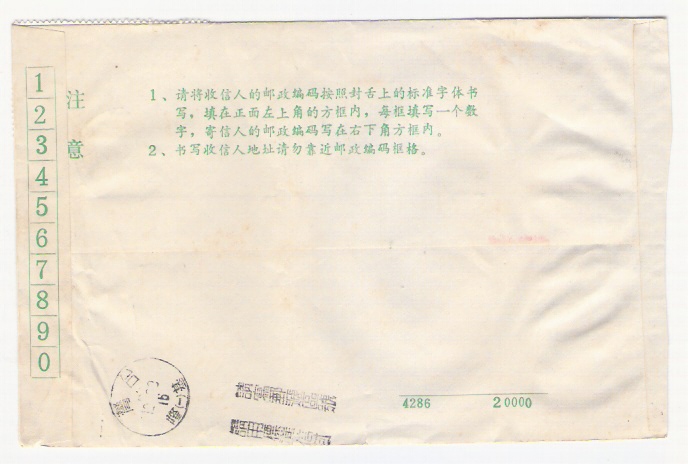 1
2
3
4
5
6
7
8
9
0
注
意
1、请将收信人的邮政编码按照封舌上的标准字体书
写，填在正面左上角的方框内，每框填写一个数
字，寄信人的邮政编码写在右下角方框内。
2、书写收信人地址请勿靠近邮政编码框格。
4286 20000